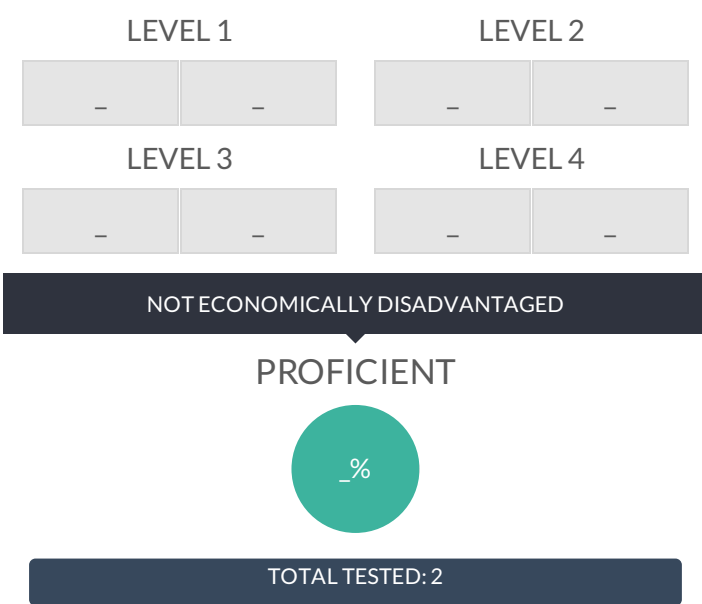 LEVEL 1 LEVEL 2
_ _ _ _
LEVEL 3 LEVEL 4
_ _ _ _
NOT ECONOMICALLY DISADVANTAGED
PROFICIENT
_%
TOTAL TESTED: 2